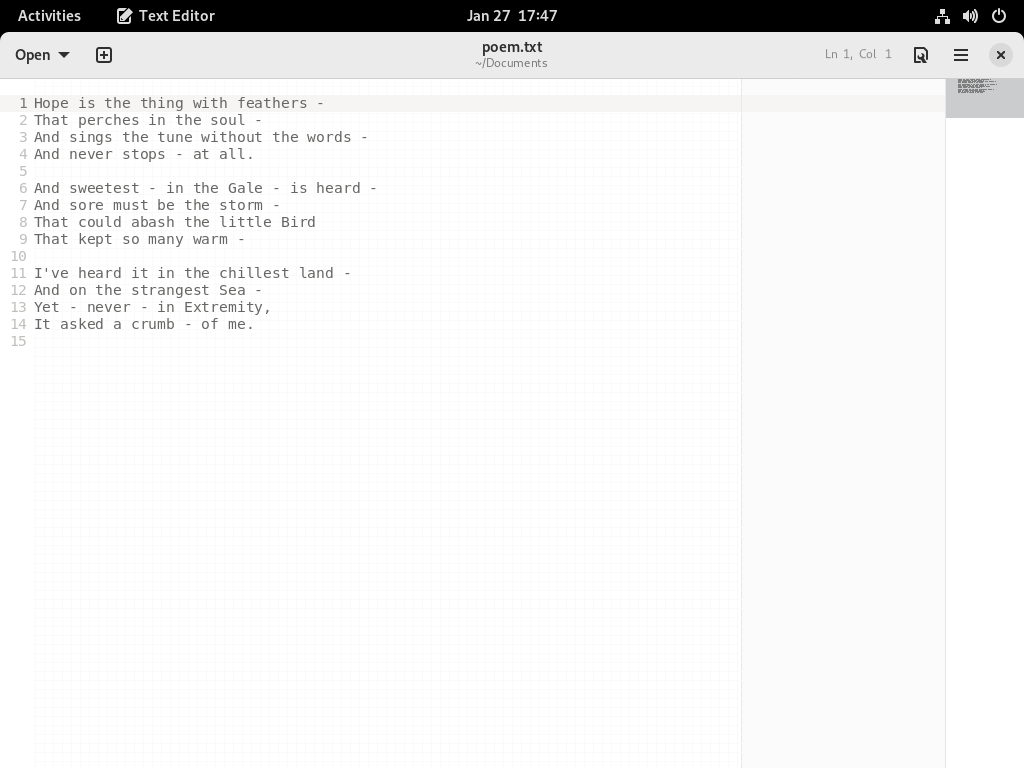 Activities
Text Editor
Jan 27 17:47
Open
poem.txt
~/Documents
Ln 1, Col 1
1 Hope is the thing with feathers -
2 That perches in the soul -
3 And sings the tune without the words -
4 And never stops - at all.
5
6 And sweetest - in the Gale - is heard -
7 And sore must be the storm -
8 That could abash the little Bird
9 That kept so many warm -
10
11 I've heard it in the chillest land -
12 And on the strangest Sea -
13 Yet - never - in Extremity,
14 It asked a crumb - of me.
15